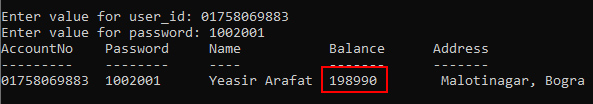 Enter value for user_id: 01758069883
Enter value for password: 1002001
AccountNo Password Name Balance Address
--------- -------- ---- ------- -------
01758069883 1002001 Yeasir Arafat 198990 Malotinagar, Bogra